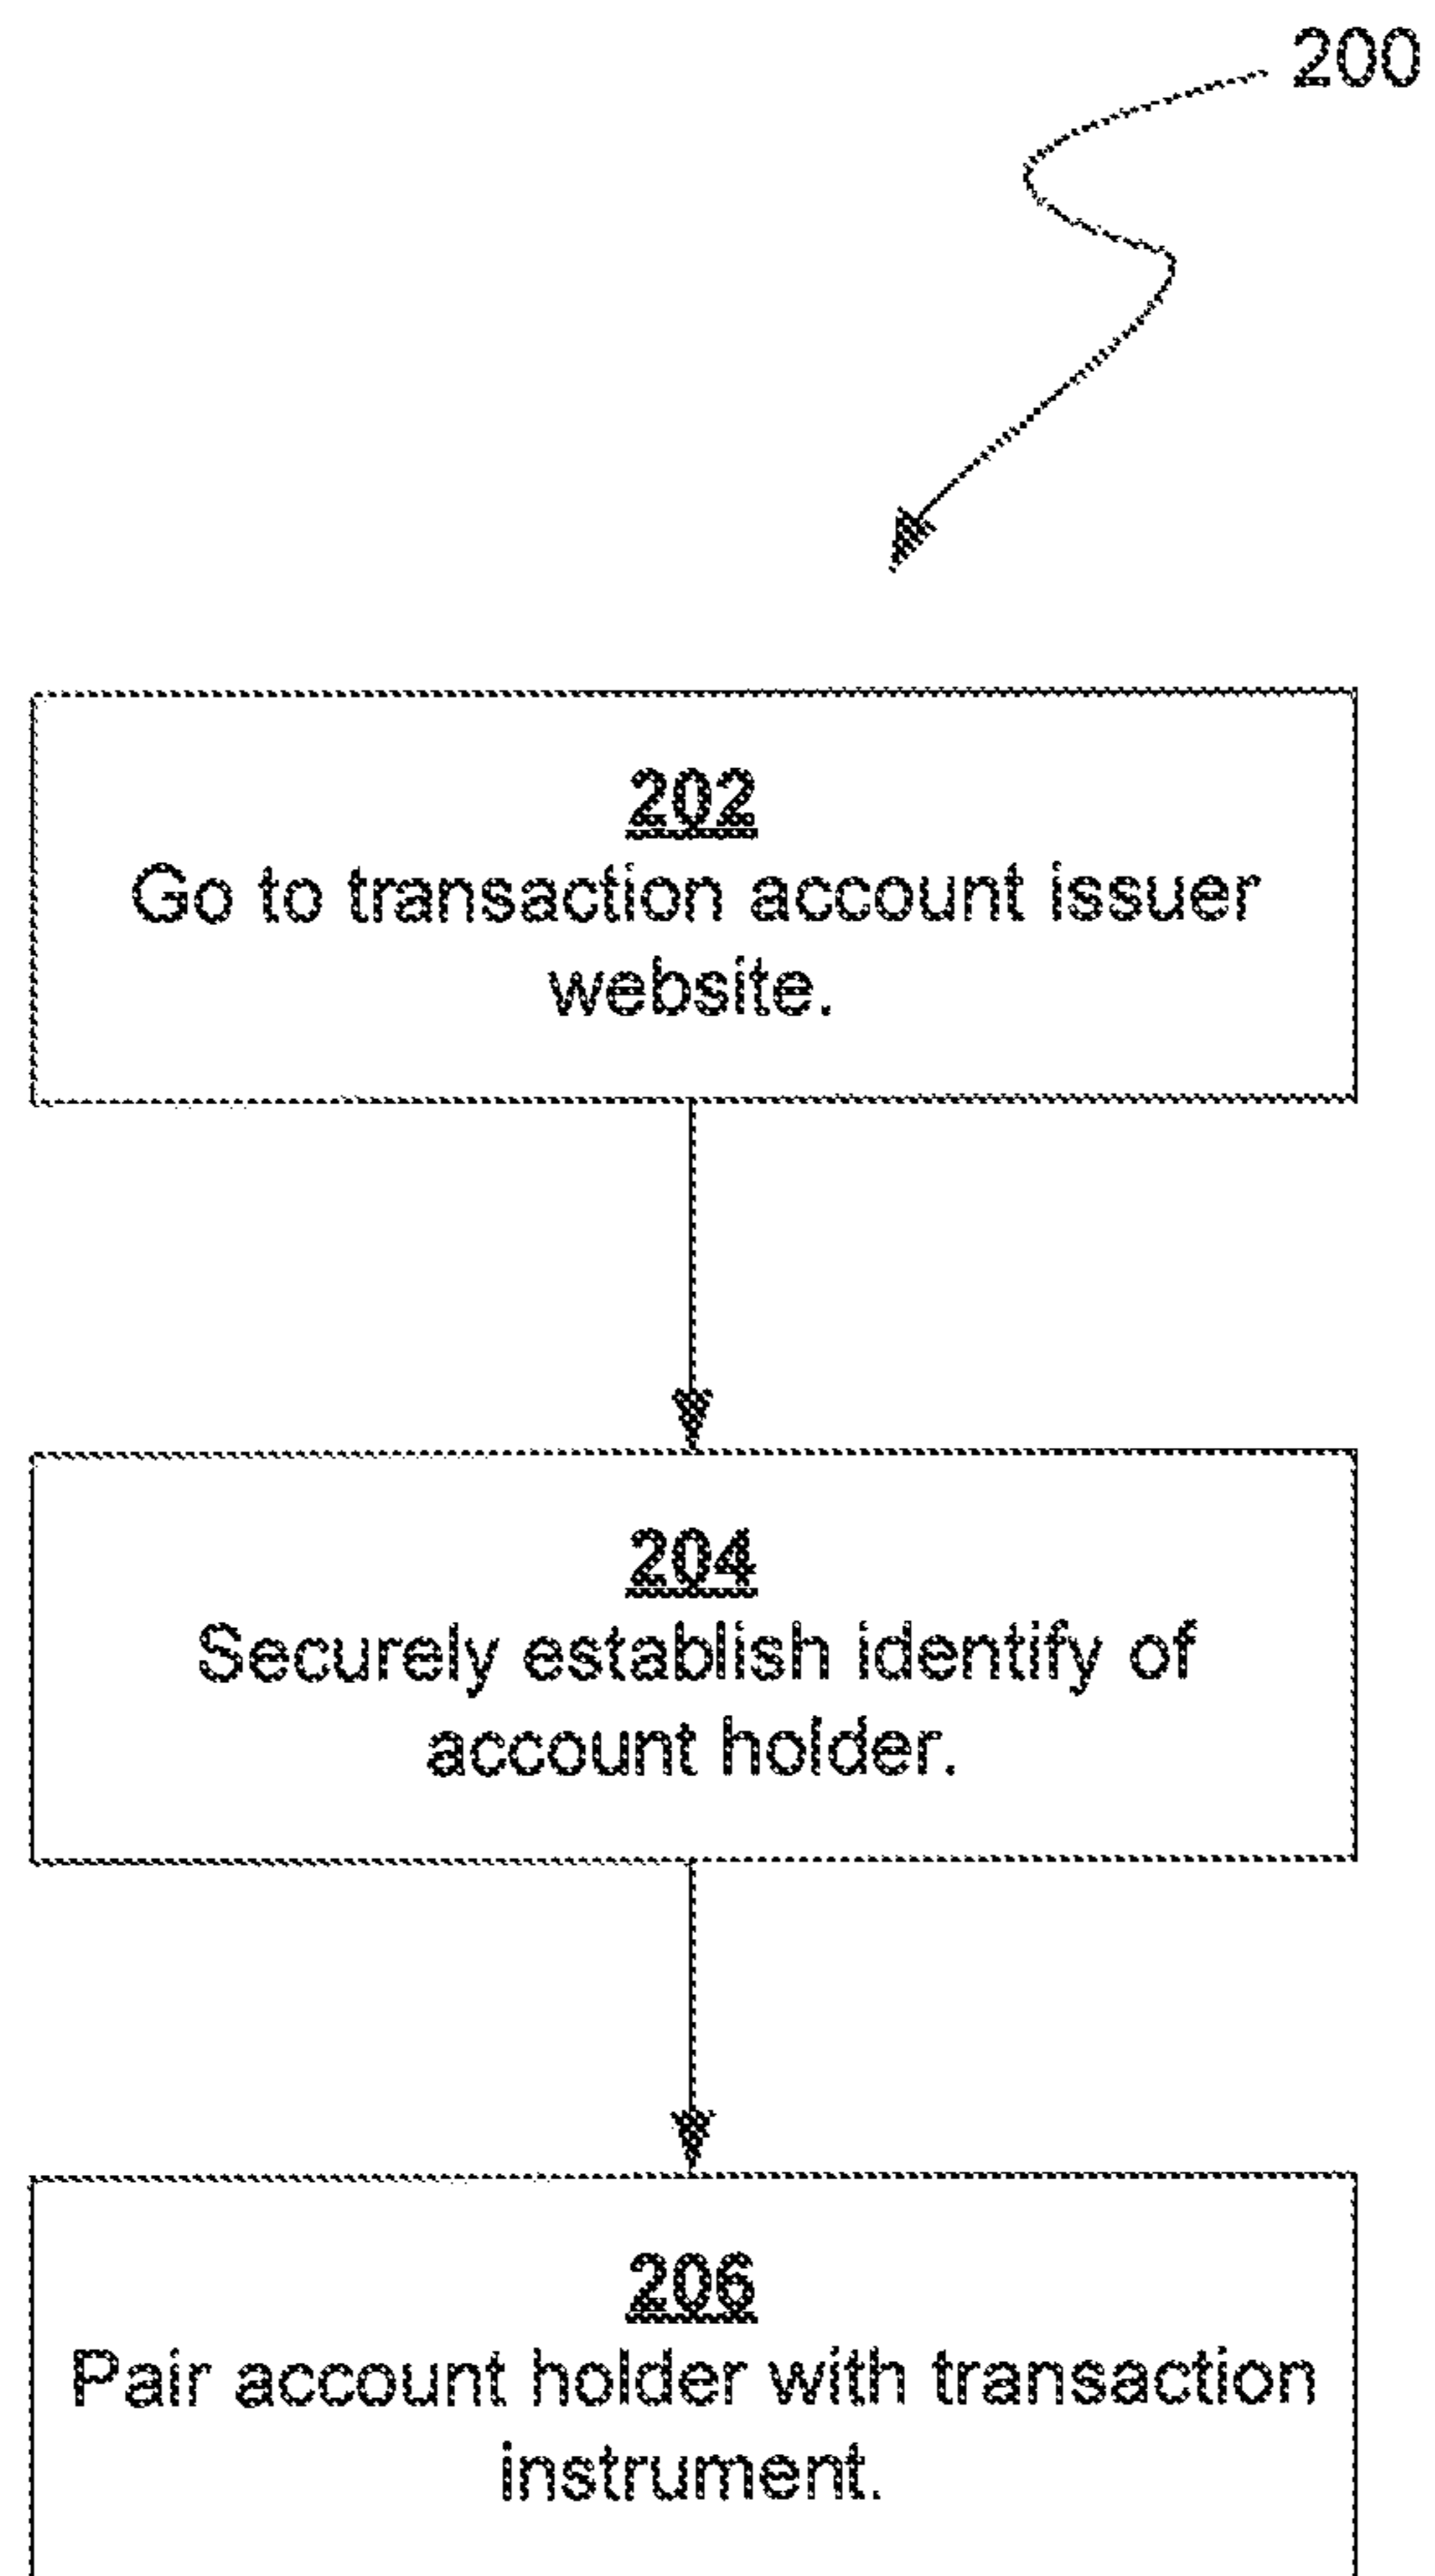 200
202
Go to transaction account issuer
website.
204
Securely establish identify of
account holder.
206
Pair account holder with transaction
instrument.